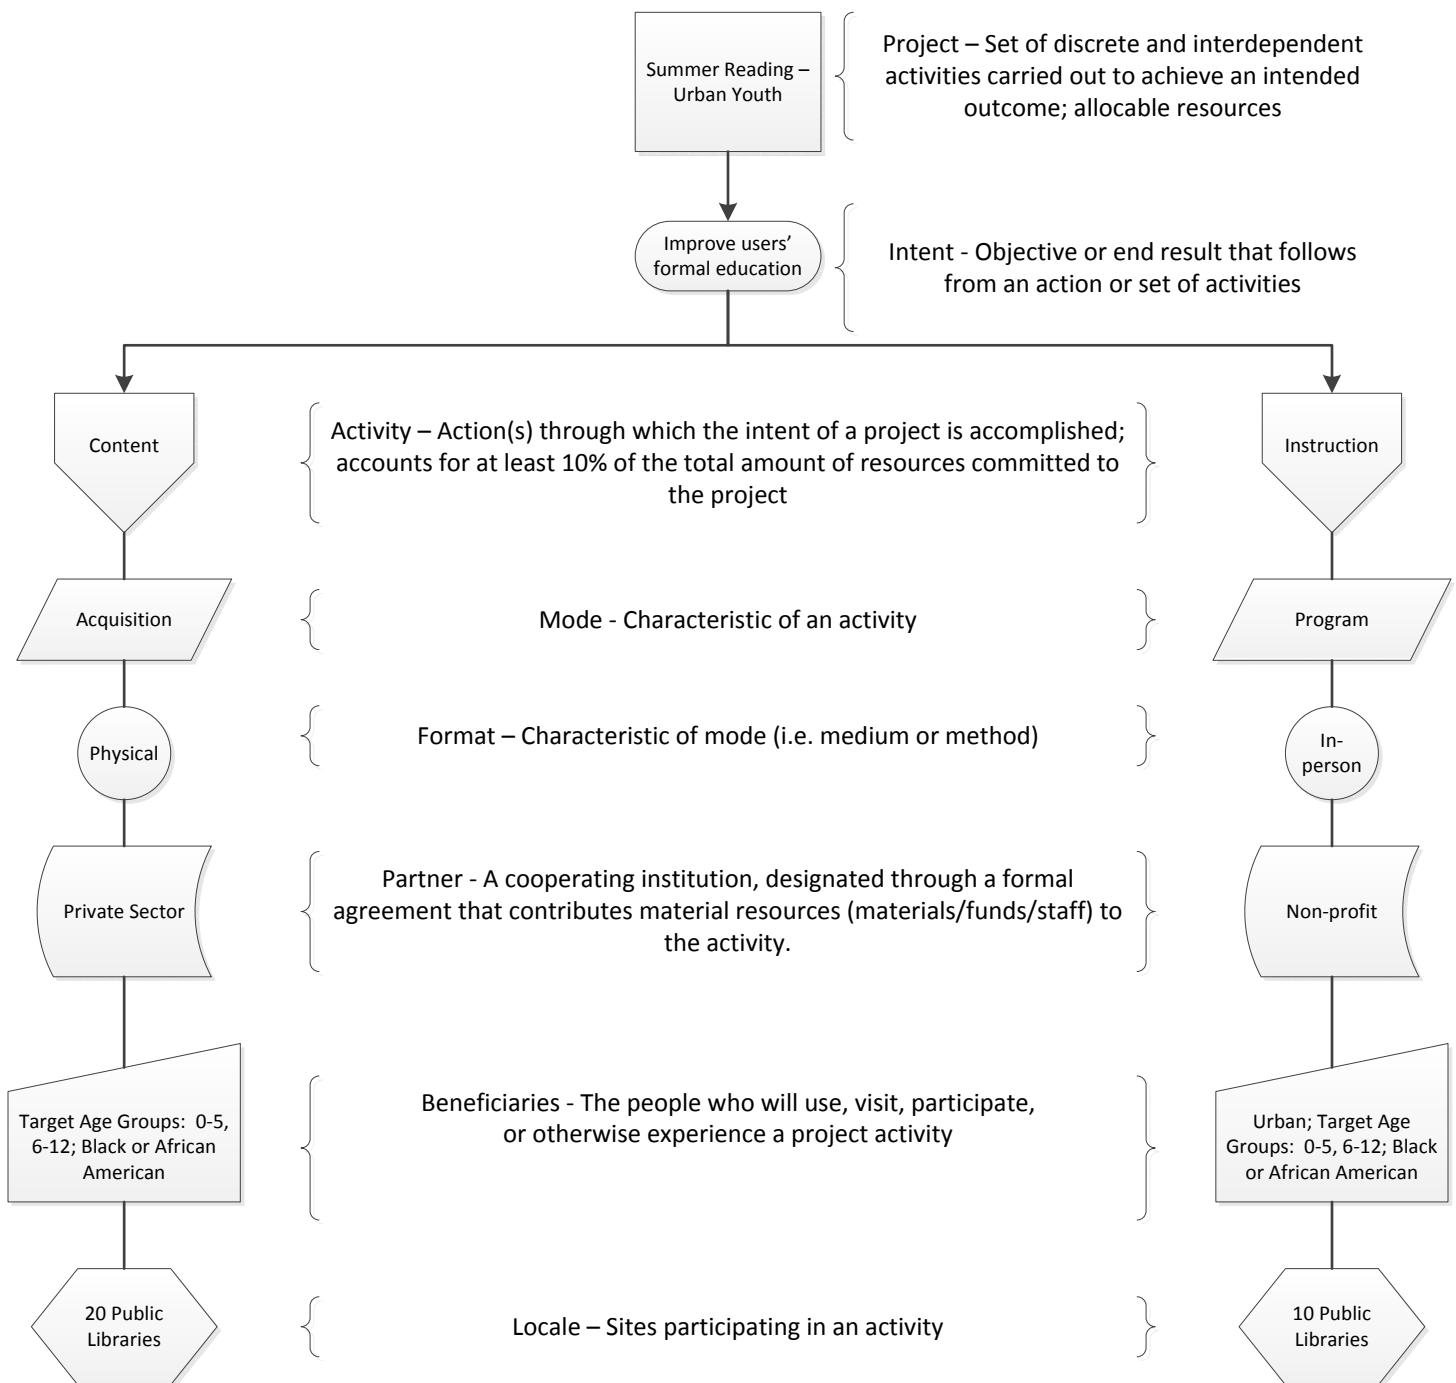 Summer Reading –
Urban Youth
Project – Set of discrete and interdependent
activities carried out to achieve an intended
outcome; allocable resources
Improve users’
formal education
Intent - Objective or end result that follows
from an action or set of activities
Content
Activity – Action(s) through which the intent of a project is accomplished;
accounts for at least 10% of the total amount of resources committed to
the project
Instruction
Acquisition
Mode - Characteristic of an activity
Program
Physical
Format – Characteristic of mode (i.e. medium or method)
In-
person
Private Sector
Partner - A cooperating institution, designated through a formal
agreement that contributes material resources (materials/funds/staff) to
the activity.
Non-profit
Target Age Groups:  0-5,
6-12; Black or African
American
Beneficiaries - The people who will use, visit, participate,
or otherwise experience a project activity
Urban; Target Age
Groups:  0-5, 6-12; Black
or African American
20 Public
Libraries
Locale – Sites participating in an activity
10 Public
Libraries